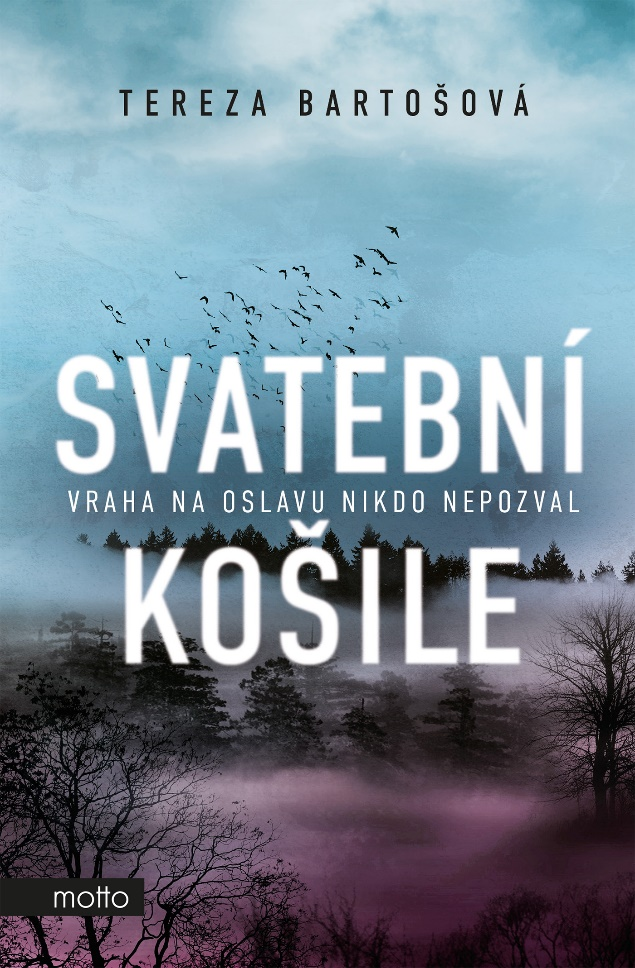 TEREZA BARTOŠOVÁ
SVATEBNÍ
VRAHA NA OSLAVU NIKDO NEPOZVAL
KOŠILE
motto